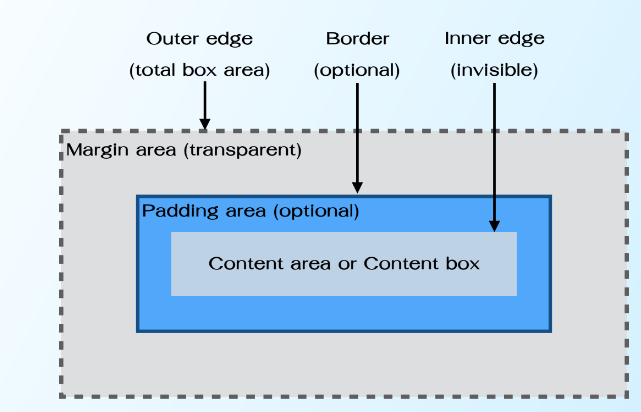 Outer edge
(total box area)
Border
(optional)
Inner edge
(invisible)
Margin area (transparent)
Padding area (optional)
Content area or Content box